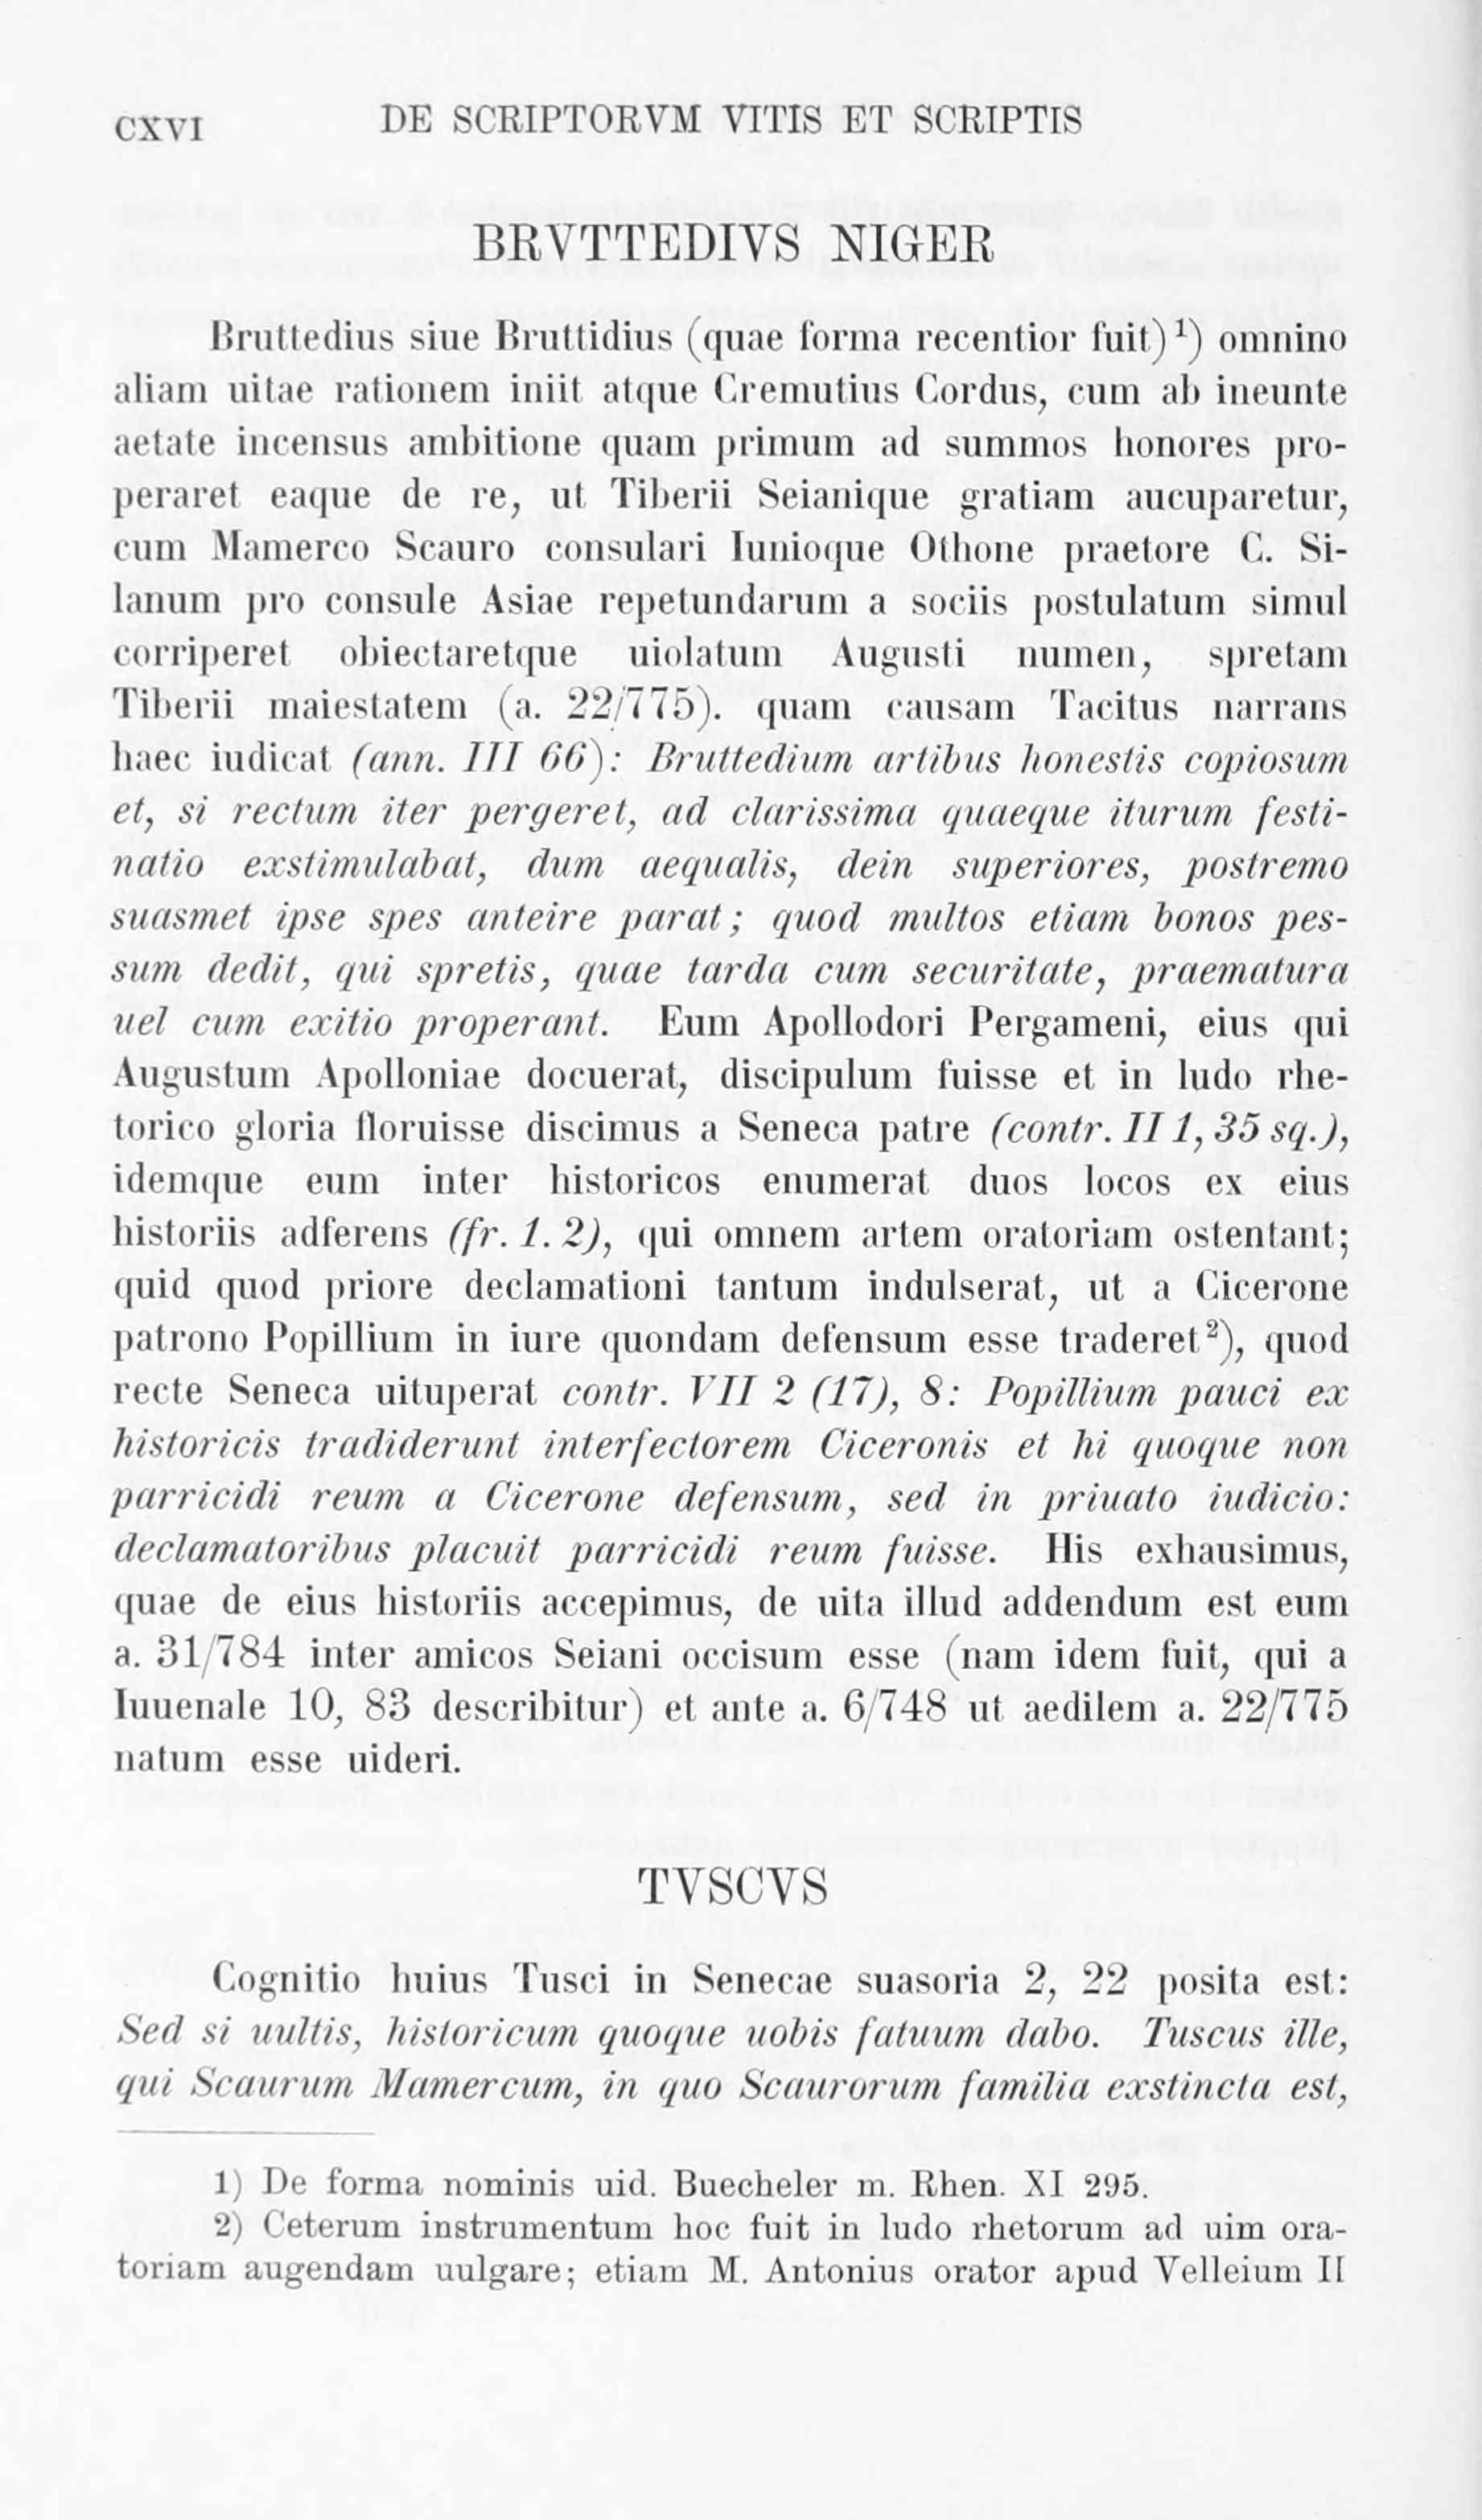 CXVI DE SCRIPTORVM VITIS ET SCRIPTIS
BRVTTEDIVS NIGER
Bruttedius siue Bruttidius (quae forma recentior fuit)¹) omnino
aliam uitae rationem iniit atque Cremutius Cordus, cum ab ineunte
aetate incensus ambitione quam primum ad summos honores pro-
peraret eaque de re, ut Tiberii Seianique gratiam aucuparetur,
cum Mamerco Scauro consulari Iunioque Othone praetore C. Si-
lanum pro consule Asiae repetundarum a sociis postulatum simul
corriperet obiectaretque uiolatum Augusti numen, spretam
Tiberii maiestatem (a. 22/775). quam causam Tacitus narrans
haec iudicat (ann. III 66): Bruttedium artibus honestis copiosum
et, si rectum iter pergeret, ad clarissima quaeque iturum festi-
natio exstimulabat, dum aequalis, dein superiores, postremo
suasmet ipse spes anteire parat; quod multos etiam bonos pes-
sum dedit, qui spretis, quae tarda cum securitate, praematura
uel cum exitio properant. Eum Apollodori Pergameni, eius qui
Augustum Apolloniae docuerat, discipulum fuisse et in ludo rhe-
torico gloria floruisse discimus a Seneca patre (contr. II 1, 35 sq.),
idemque eum inter historicos enumerat duos locos ex eius
historiis adferens (fr. 1. 2), qui omnem artem oratoriam ostentant;
quid quod priore declamationi tantum indulserat, ut a Cicerone
patrono Popillium in iure quondam defensum esse traderet²), quod
recte Seneca uituperat contr. VII 2 (17), 8: Popillium pauci ex
historicis tradiderunt interfectorem Ciceronis et hi quoque non
parricidi reum a Cicerone defensum, sed in priuato iudicio:
declamatoribus placuit parricidi reum fuisse. His exhausimus,
quae de eius historiis accepimus, de uita illud addendum est eum
a. 31/784 inter amicos Seiani occisum esse (nam idem fuit, qui a
Iuuenale 10, 83 describitur) et ante a. 6/748 ut aedilem a. 22/775
natum esse uideri.
TVSCVS
Cognitio huius Tusci in Senecae suasoria 2, 22 posita est:
Sed si uultis, historicum quoque uobis fatuum dabo. Tuscus ille,
qui Scaurum Mamercum, in quo Scaurorum familia exstincta est,
1) De forma nominis uid. Buecheler m. Rhen. XI 295.
2) Ceterum instrumentum hoc fuit in ludo rhetorum ad uim ora-
toriam augendam uulgare; etiam M. Antonius orator apud Velleium II